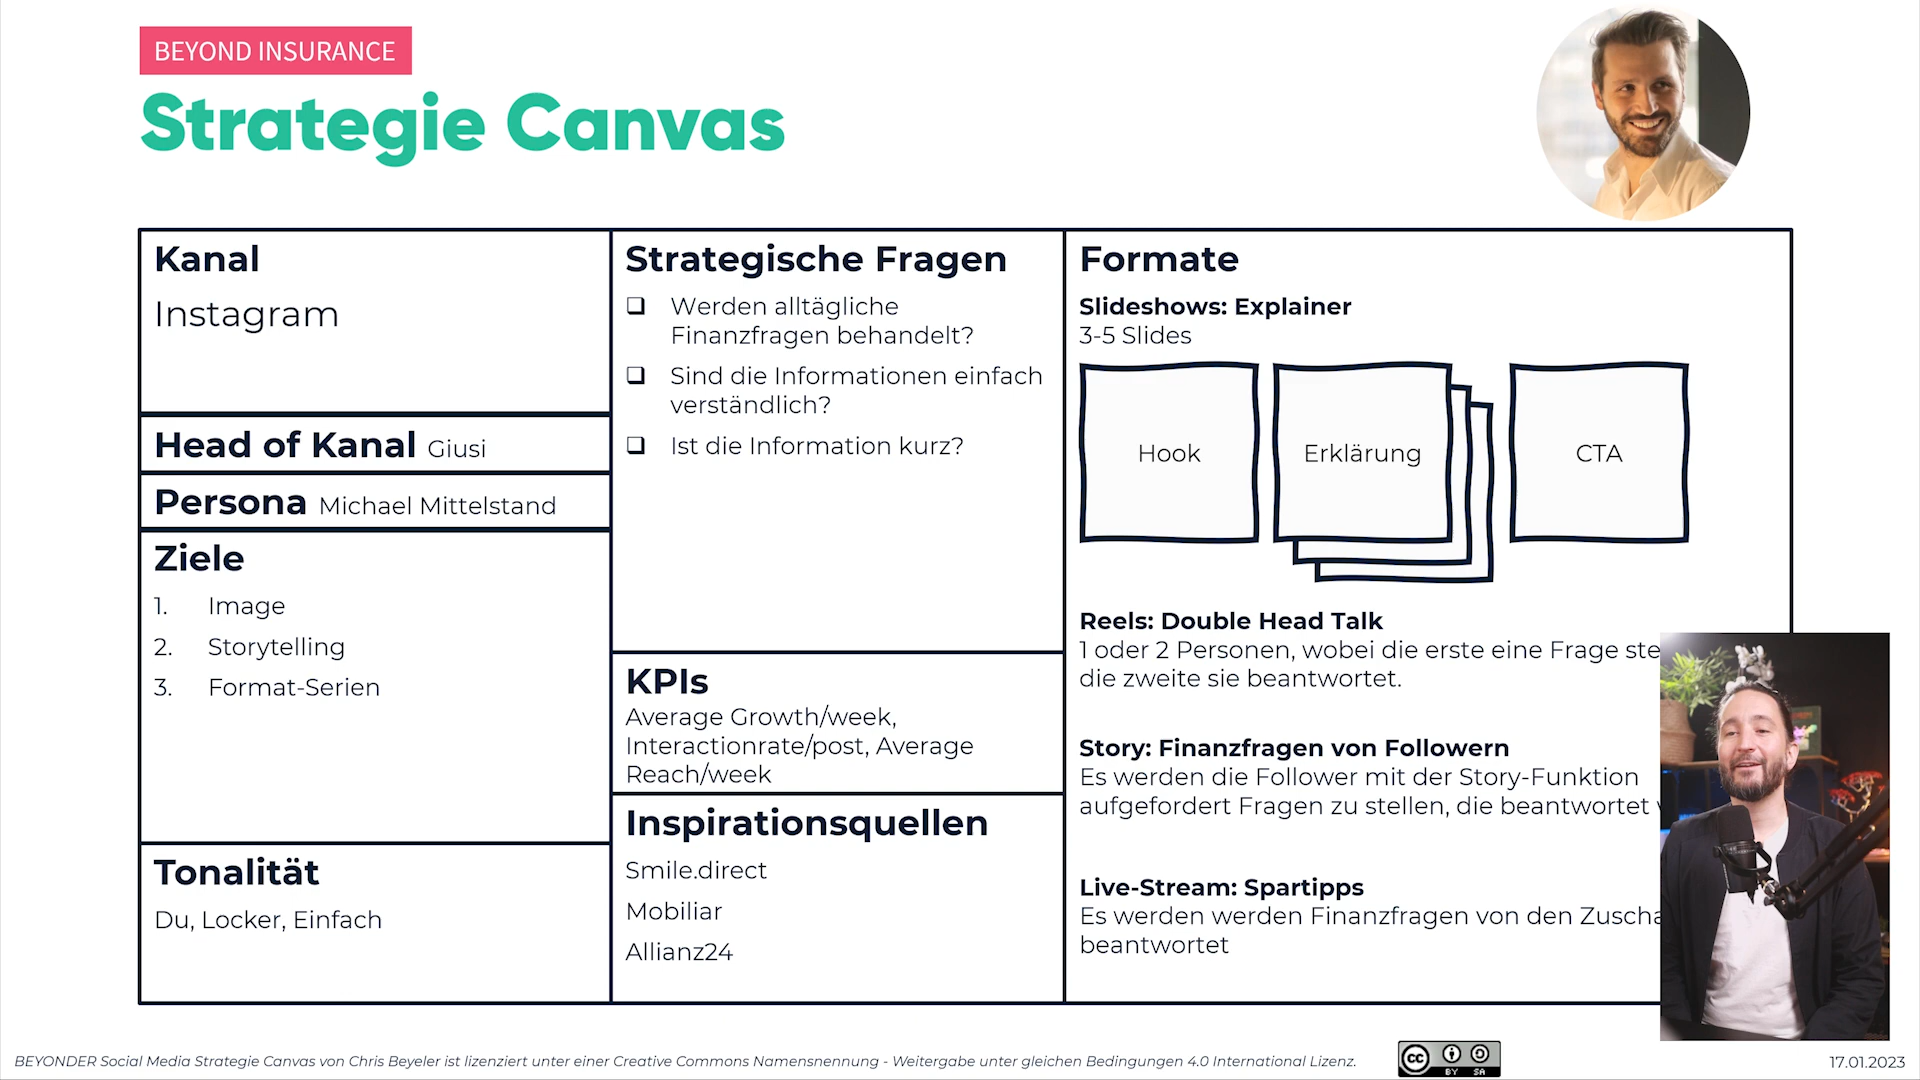 BEYOND INSURANCE
Strategie Canvas
Kanal
Instagram
Head of Kanal Giusi
Persona Michael Mittelstand
Ziele
1. Image
2. Storytelling
3. Format-Serien
Tonalität
Du, Locker, Einfach
Strategische Fragen
❑ Werden alltägliche
Finanzfragen behandelt?
❑ Sind die Informationen einfach
verständlich?
❑ Ist die Information kurz?
KPIs
Average Growth/week,
Interactionrate/post, Average
Reach/week
Inspirationsquellen
Smile.direct
Mobiliar
Allianz24
Formate
Slideshows: Explainer
3-5 Slides
Hook
Erklärung
CTA
Reels: Double Head Talk
1 oder 2 Personen, wobei die erste eine Frage
die zweite sie beantwortet.
Story: Finanzfragen von Followern
Es werden die Follower mit der Story-Funktion
aufgefordert Fragen zu stellen, die beantwortet
Live-Stream: Spartipps
Es werden werden Finanzfragen von den
beantwortet
BEYONDER Social Media Strategie Canvas von Chris Beyeler ist lizenziert unter einer Creative Commons Namensnennung - Weitergabe unter gleichen Bedingungen 4.0 International Lizenz.
cc BY SA
17.01.2023